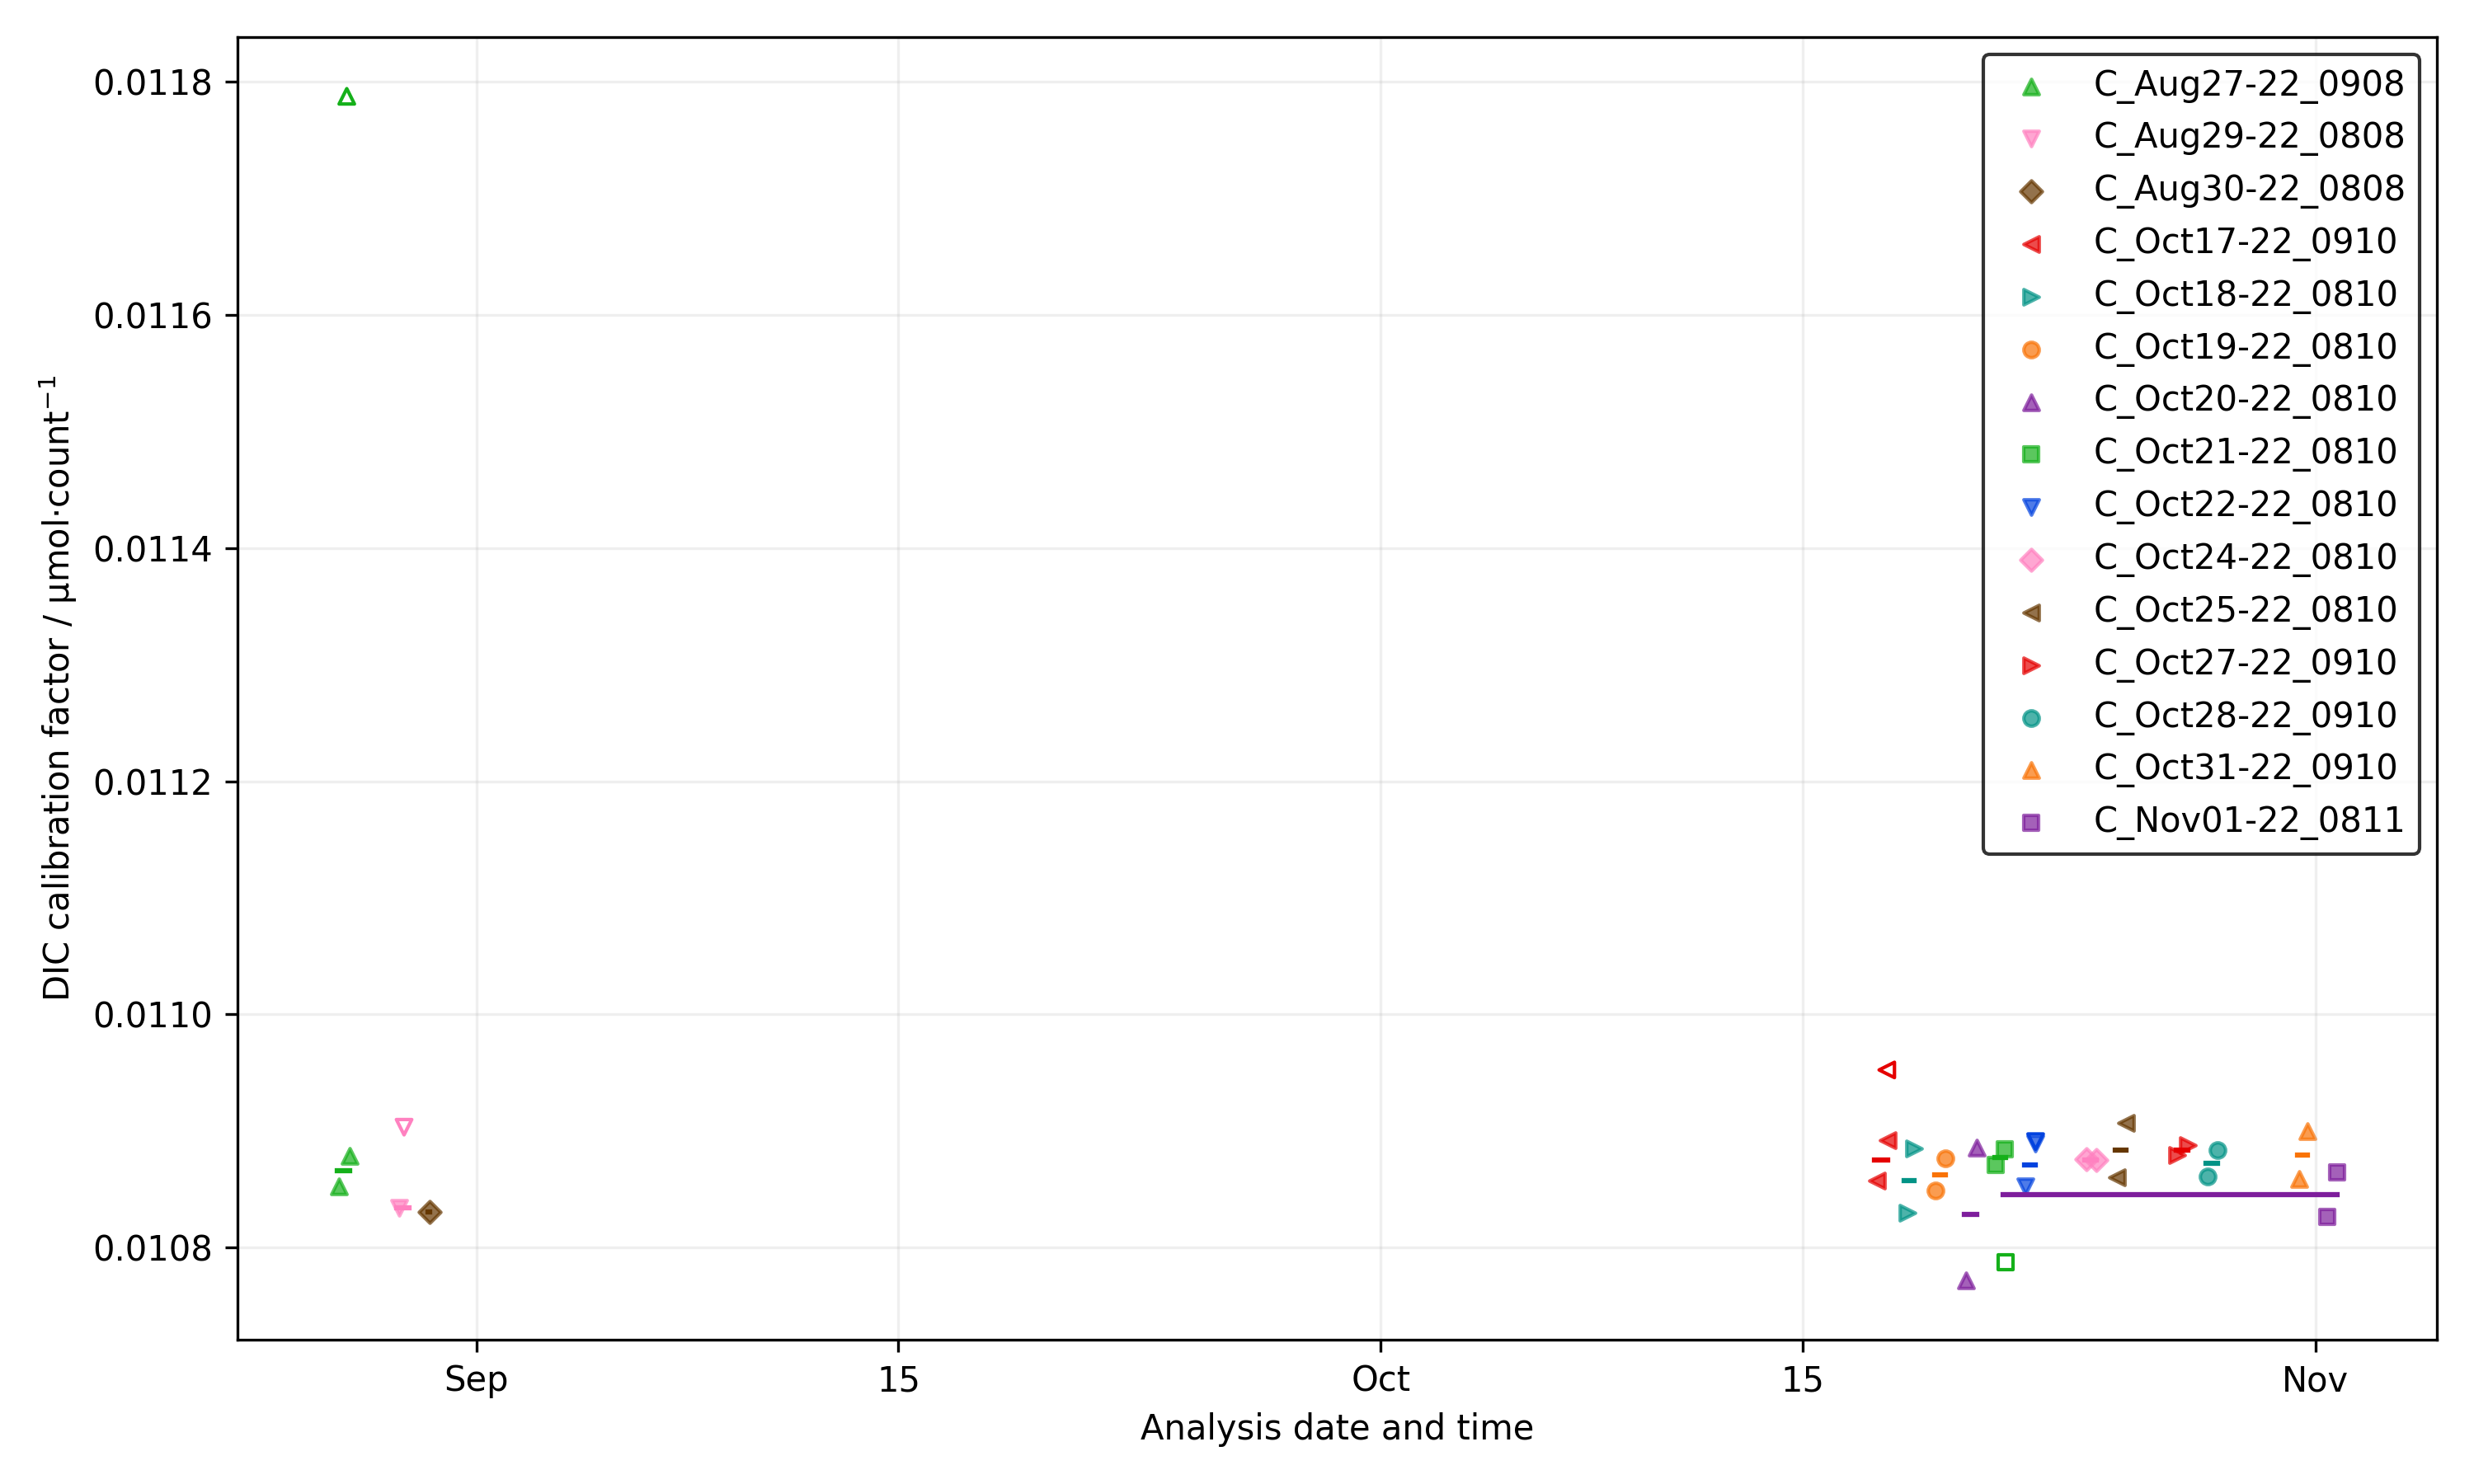 0.0118
0.0116
0.0114
0.0112
0.0110
0.0108
DIC calibration factor / μmol·count⁻¹
Sep
15
Oct
15
Nov
Analysis date and time
C_Aug27-22_0908
C_Aug29-22_0808
C_Aug30-22_0808
C_Oct17-22_0910
C_Oct18-22_0810
C_Oct19-22_0810
C_Oct20-22_0810
C_Oct21-22_0810
C_Oct22-22_0810
C_Oct24-22_0810
C_Oct25-22_0810
C_Oct27-22_0910
C_Oct28-22_0910
C_Oct31-22_0910
C_Nov01-22_0811